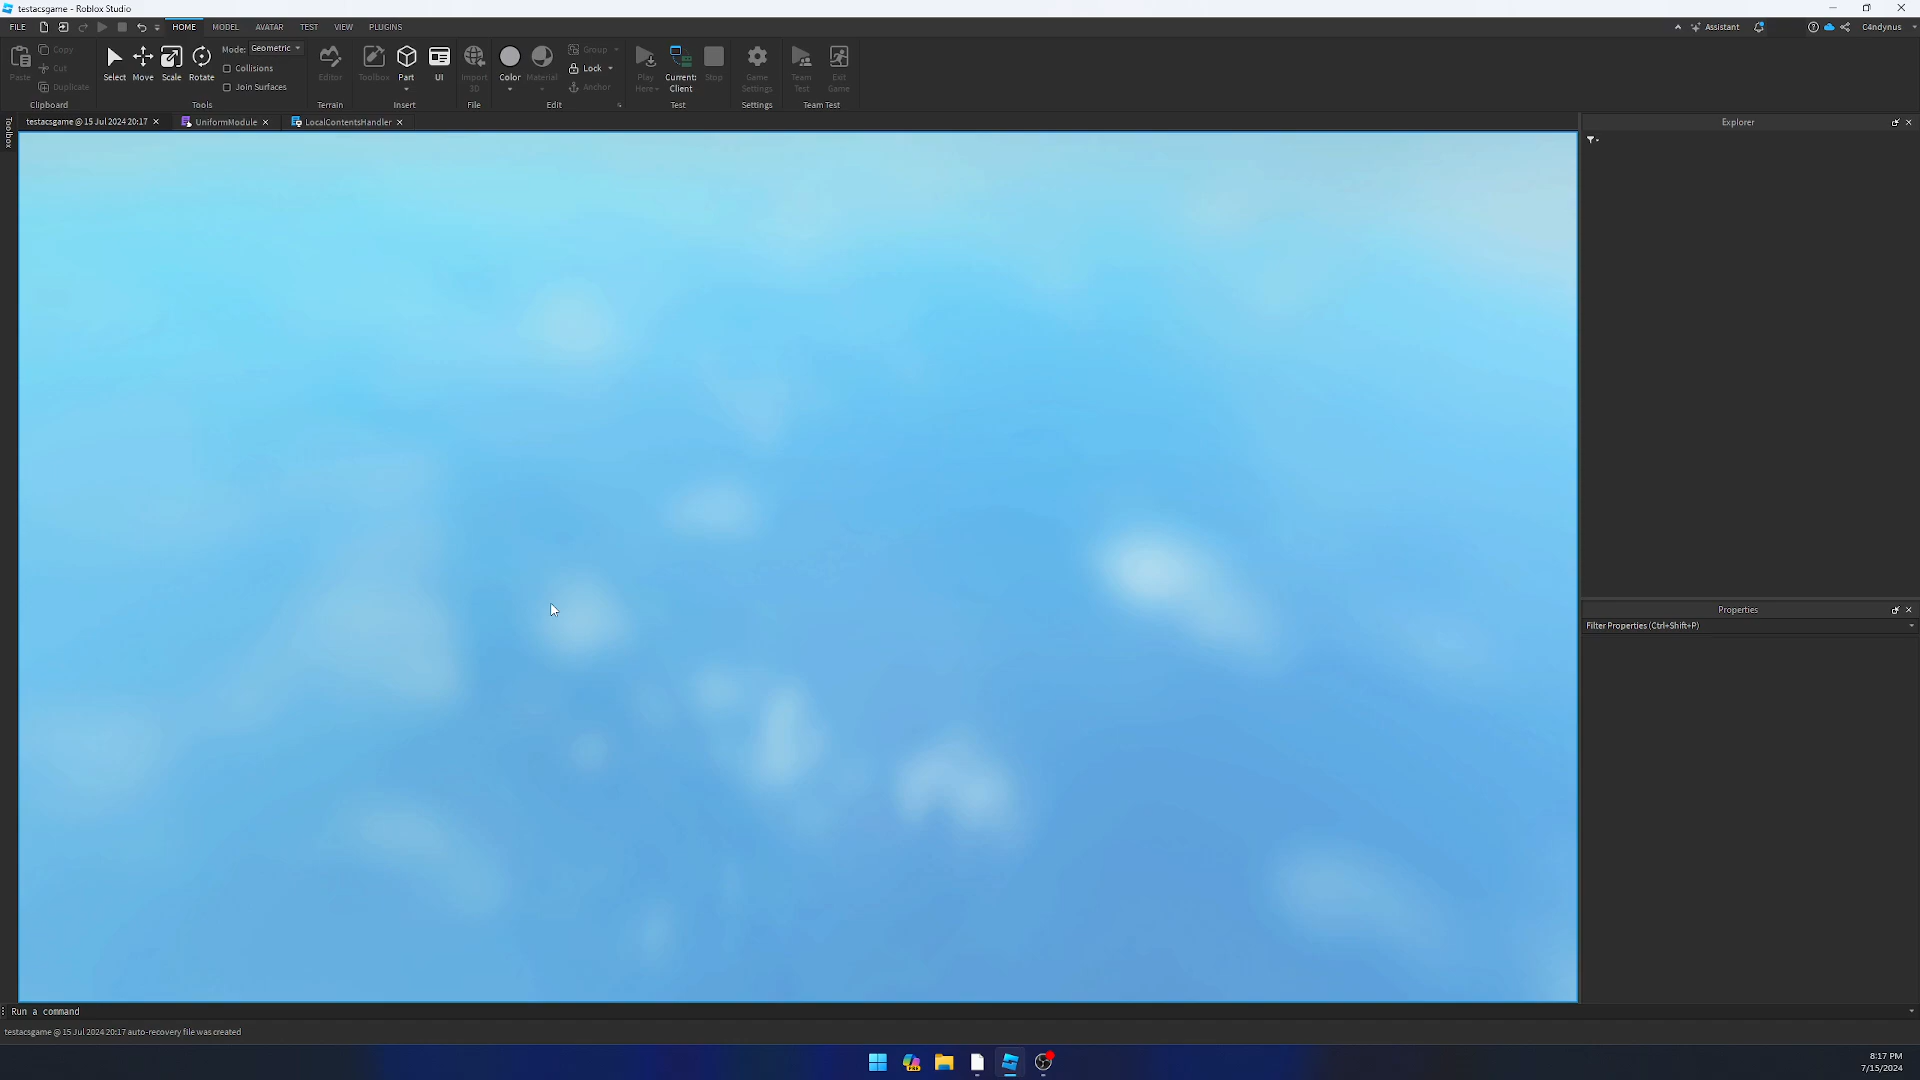 testacsgame - Roblox Studio
FILE HOME MODEL AVATAR TEST VIEW PLUGINS Assistant C4ndynus
Paste Copy Cut Duplicate Clipboard
Select Move Scale Rotate Mode: Geometric Collisions Join Surfaces Tools
Editor Terrain
Toolbox Part UI Insert
Import 3D File
Color Material Group Lock Anchor Edit
Play Here Current: Client Stop Test
Game Settings Settings
Team Test Exit Game Team Test
Toolbox
testacsgame @ 15 Jul 2024 20:17 UniformModule LocalContentsHandler
Explorer
Properties
Filter Properties (Ctrl+Shift+P)
Run a command
testacsgame @ 15 Jul 2024 20:17 auto-recovery file was created
8:17 PM
7/15/2024